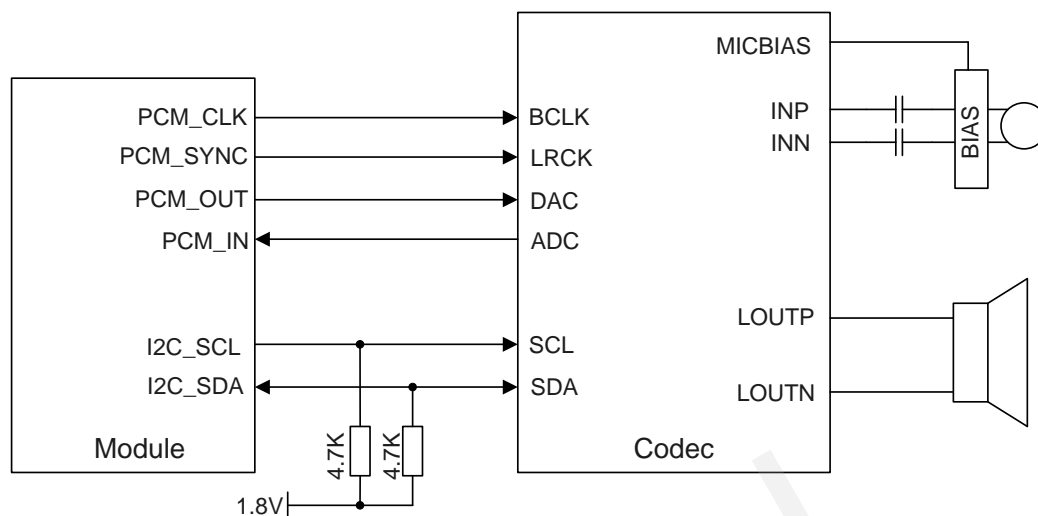 MICBIAS
PCM_CLK
BCLK
INP
PCM_SYNC
LRCK
INN
BIAS
PCM_OUT
DAC
PCM_IN
ADC
LOUTP
I2C_SCL
SCL
I2C_SDA
SDA
LOUTN
4.7K
4.7K
Module
Codec
1.8V